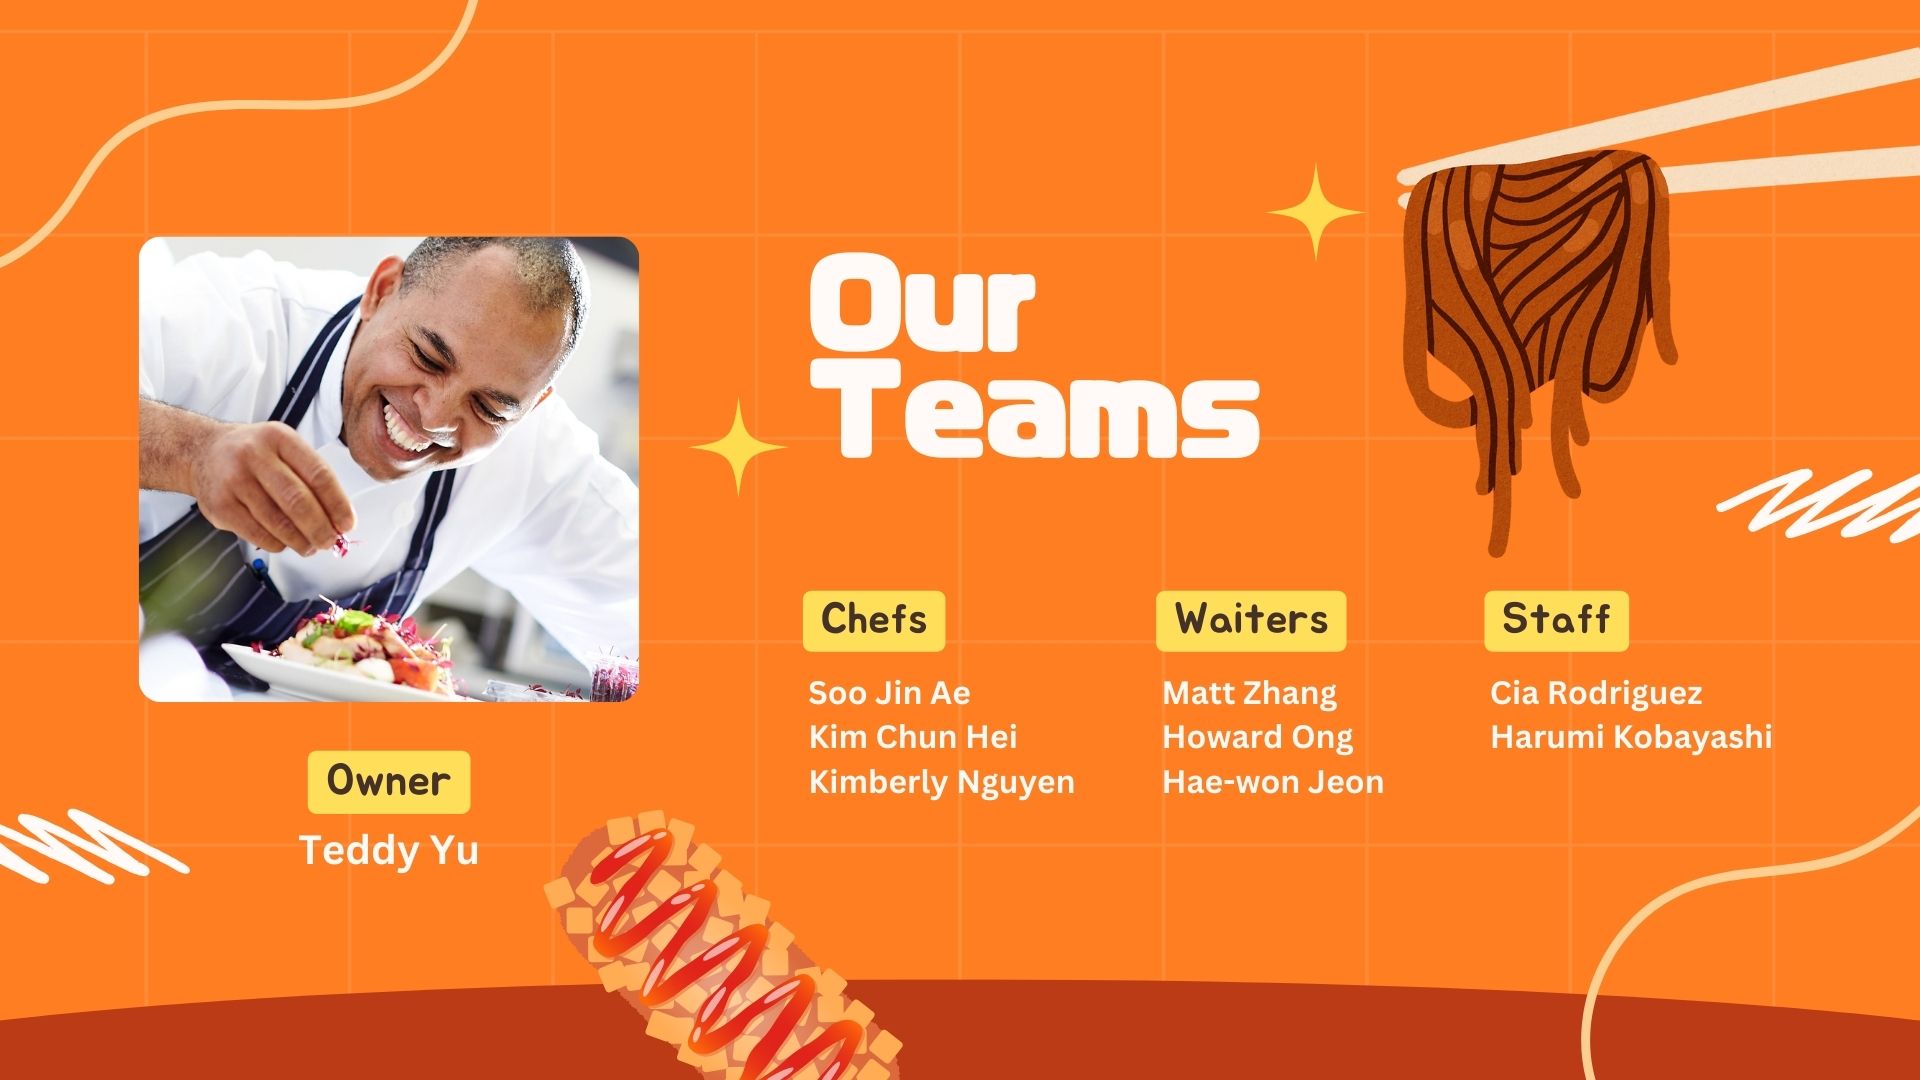 Our
Teams
Owner
Teddy Yu
Chefs
Soo Jin Ae
Kim Chun Hei
Kimberly Nguyen
Waiters
Matt Zhang
Howard Ong
Hae-won Jeon
Staff
Cia Rodriguez
Harumi Kobayashi